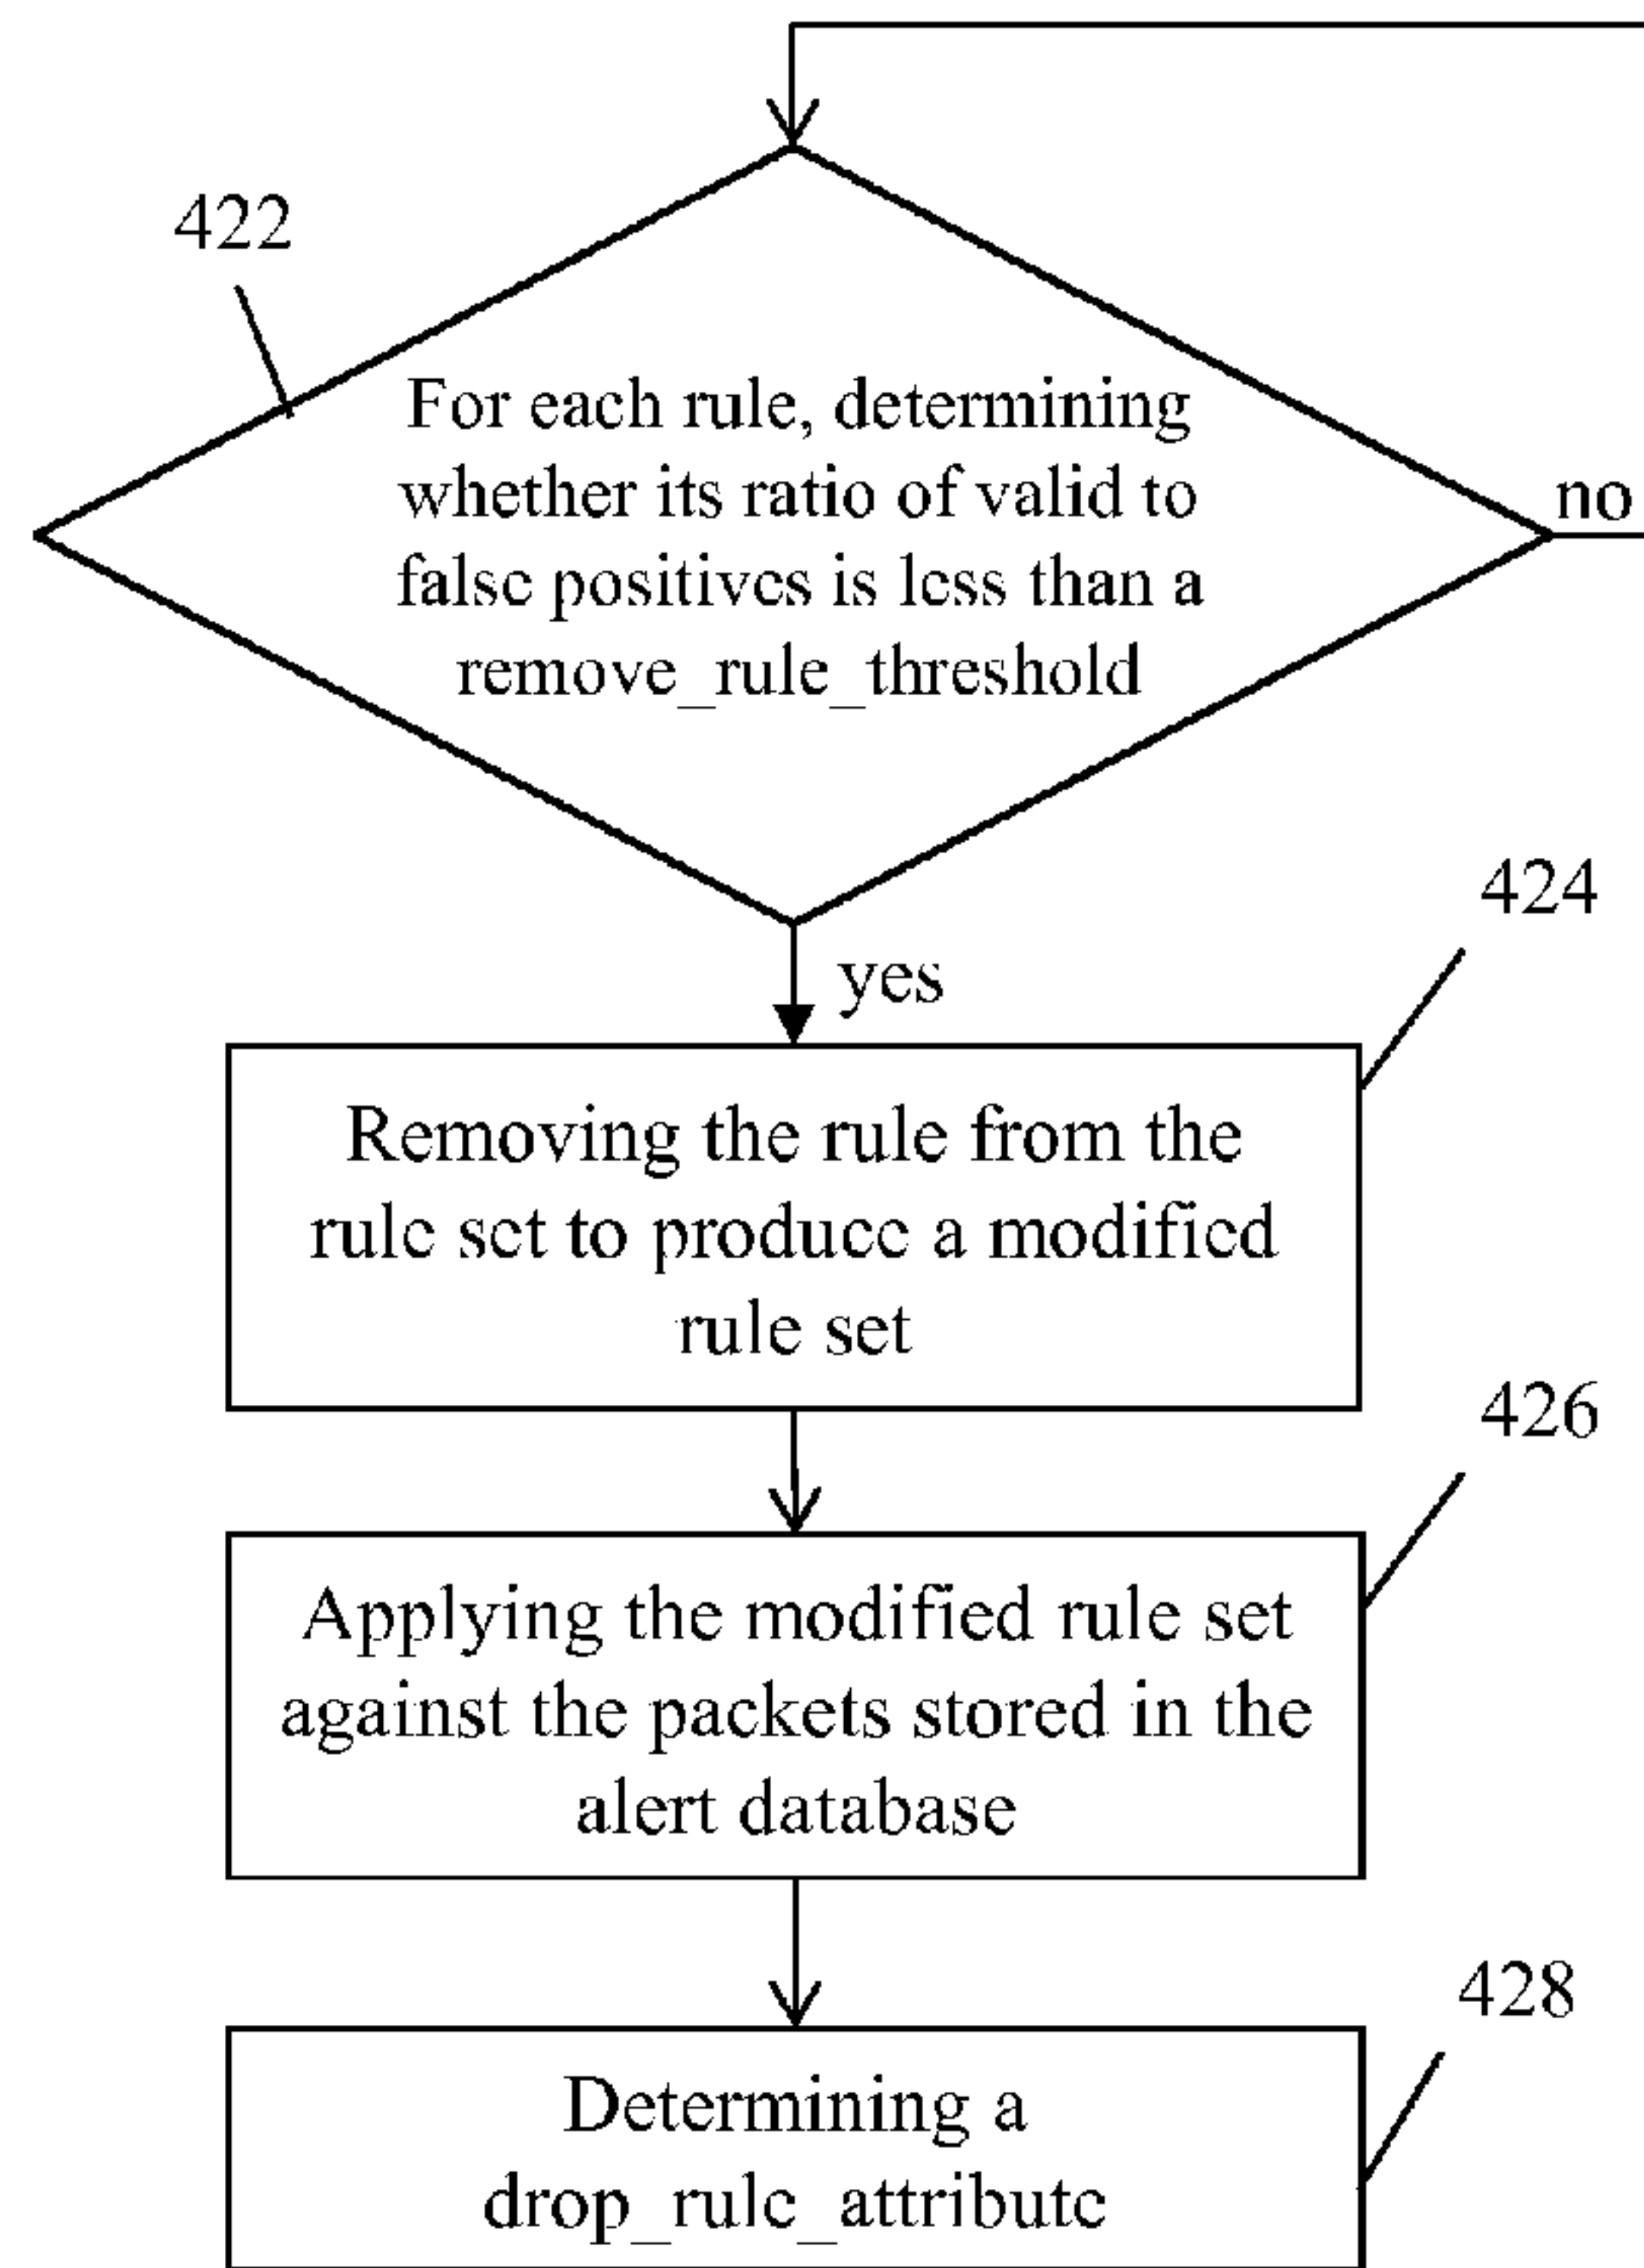 422
For each rule, determining
whether its ratio of valid to
false positives is less than a
remove_rule_threshold
no
yes
424
Removing the rule from the
rule set to produce a modified
rule set
426
Applying the modified rule set
against the packets stored in the
alert database
428
Determining a
drop_rule_attribute